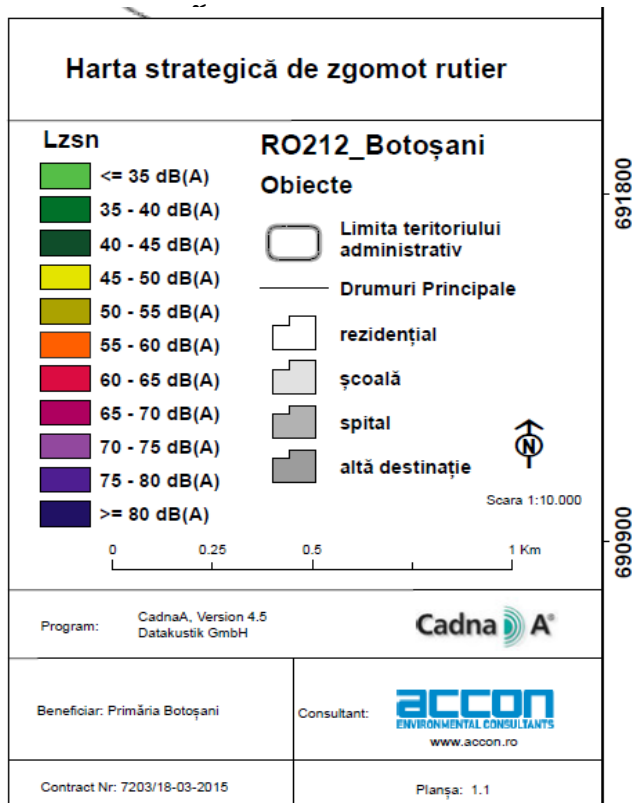 Harta strategică de zgomot rutier
Lzsn
<= 35 dB(A)
35 - 40 dB(A)
40 - 45 dB(A)
45 - 50 dB(A)
50 - 55 dB(A)
55 - 60 dB(A)
60 - 65 dB(A)
65 - 70 dB(A)
70 - 75 dB(A)
75 - 80 dB(A)
>= 80 dB(A)
RO212_Botoșani
Obiecte
Limita teritoriului
administrativ
Drumuri Principale
rezidențial
școală
spital
altă destinație
N
Scara 1:10.000
0 0.25 0.5 1 Km
691800
690900
Program:
CadnaA, Version 4.5
Datakustik GmbH
Cadna A®
Beneficiar: Primăria Botoșani
Consultant:
accon
ENVIRONMENTAL CONSULTANTS
www.accon.ro
Contract Nr: 7203/18-03-2015
Planșa: 1.1